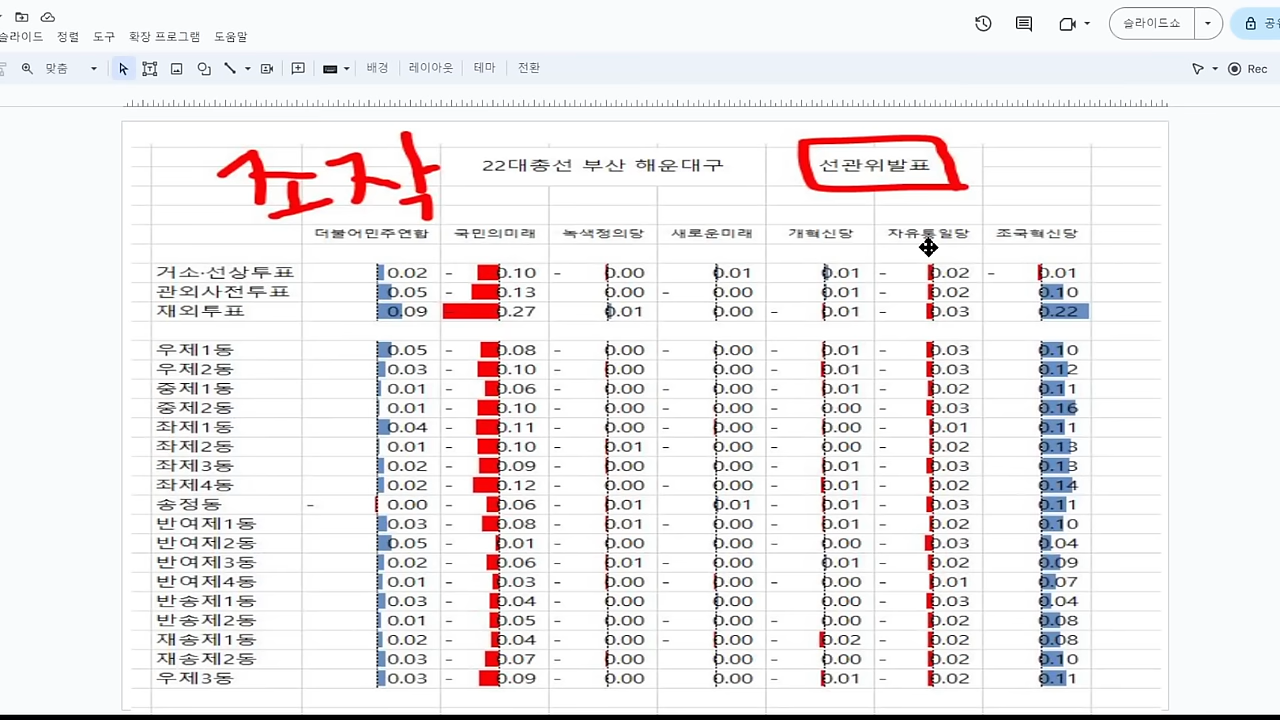 슬라이드 정렬 도구 확장 프로그램 도움말 슬라이드쇼
맞춤 배경 레이아웃 테마 전환 Rec
조작 22대총선 부산 해운대구 선관위발표
더불어민주연합 국민의미래 녹색정의당 새로운미래 개혁신당 자유통일당 조국혁신당
거소·선상투표 0.02 - 0.10 - 0.00 0.01 0.01 - 0.02 - 0.01
관외사전투표 0.05 - 0.13 0.00 - 0.00 0.01 - 0.02 0.10
재외투표 0.09 0.27 0.01 0.00 - 0.01 - 0.03 0.22
우제1동 0.05 - 0.08 - 0.00 - 0.00 - 0.01 - 0.03 0.10
우제2동 0.03 - 0.10 - 0.00 - 0.00 - 0.01 - 0.03 0.12
중제1동 0.01 - 0.06 - 0.00 - 0.00 - 0.01 - 0.02 0.11
중제2동 0.01 - 0.10 - 0.00 - 0.00 - 0.00 - 0.03 0.16
좌제1동 0.04 - 0.11 - 0.00 - 0.00 - 0.00 - 0.01 0.11
좌제2동 0.01 - 0.10 - 0.01 - 0.00 - 0.00 - 0.02 0.13
좌제3동 0.02 - 0.09 - 0.00 0.00 - 0.01 - 0.03 0.13
좌제4동 0.02 - 0.12 - 0.00 0.00 - 0.01 - 0.02 0.14
송정동 - 0.00 - 0.06 - 0.01 0.01 - 0.01 - 0.03 0.11
반여제1동 0.03 - 0.08 - 0.01 - 0.00 - 0.01 - 0.02 0.10
반여제2동 0.05 - 0.01 - 0.00 - 0.00 0.00 - 0.03 0.04
반여제3동 0.02 - 0.06 - 0.01 0.00 0.01 - 0.02 0.09
반여제4동 0.01 - 0.03 - 0.00 - 0.00 - 0.00 - 0.01 0.07
반송제1동 0.03 - 0.04 - 0.00 0.00 0.00 - 0.03 0.04
반송제2동 0.01 - 0.05 - 0.00 0.00 - 0.00 - 0.02 0.08
재송제1동 0.02 - 0.04 - 0.00 - 0.00 - 0.02 - 0.02 0.08
재송제2동 0.03 - 0.07 - 0.00 0.00 - 0.00 - 0.02 0.10
우제3동 0.03 - 0.09 - 0.00 0.00 - 0.01 - 0.02 0.11